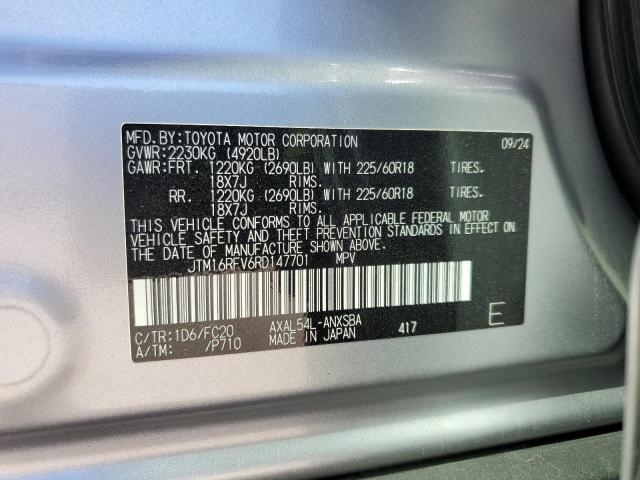 MFD.BY:TOYOTA MOTOR CORPORATION 09/24
GVWR:2230KG (4920LB)
GAWR:FRT. 1220KG (2690LB) WITH 225/60R18 TIRES.
18X7J RIMS.
RR. 1220KG (2690LB) WITH 225/60R18 TIRES.
18X7J RIMS.
THIS VEHICLE CONFORMS TO ALL APPLICABLE FEDERAL MOTOR
VEHICLE SAFETY AND THEFT PREVENTION STANDARDS IN EFFECT ON
THE DATE OF MANUFACTURE SHOWN ABOVE.
JTM16RFV6RD147701 MPV
C/TR:1D6/FC20 AXAL54L-ANXSBA 417 E
A/TM: /P710 MADE IN JAPAN